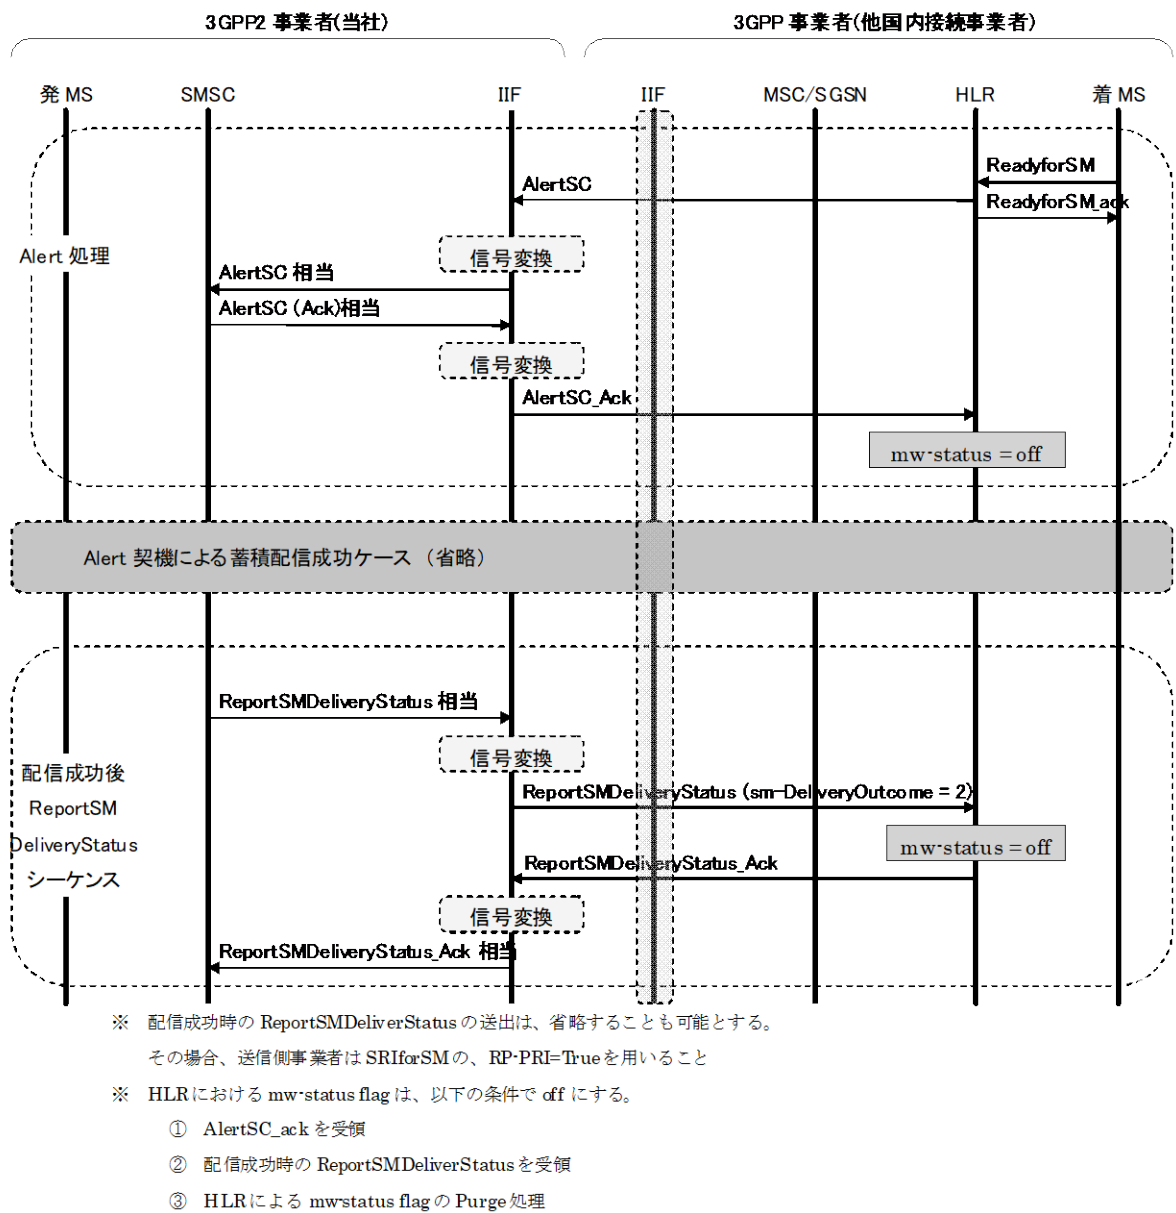 3GPP2 事業者(当社)
3GPP 事業者(他国内接続事業者)
発 MS
SMSC
IIF
IIF
MSC/SGSN
HLR
着 MS
ReadyforSM
AlertSC
ReadyforSM_ack
Alert 処理
信号変換
AlertSC 相当
AlertSC (Ack)相当
信号変換
AlertSC_Ack
mw-status = off
Alert 契機による蓄積配信成功ケース （省略）
ReportSMDeliveryStatus 相当
信号変換
配信成功後
ReportSM
DeliveryStatus
シーケンス
ReportSMDeliveryStatus (sm-DeliveryOutcome = 2)
mw-status = off
ReportSMDeliveryStatus_Ack
信号変換
ReportSMDeliveryStatus_Ack 相当
※ 配信成功時の ReportSMDeliverStatus の送出は、省略することも可能とする。
その場合、送信側事業者は SRIforSM の、RP-PRI=True を用いること
※ HLR における mw-status flag は、以下の条件で off にする。
① AlertSC_ack を受領
② 配信成功時の ReportSMDeliverStatus を受領
③ HLR による mw-status flag の Purge 処理